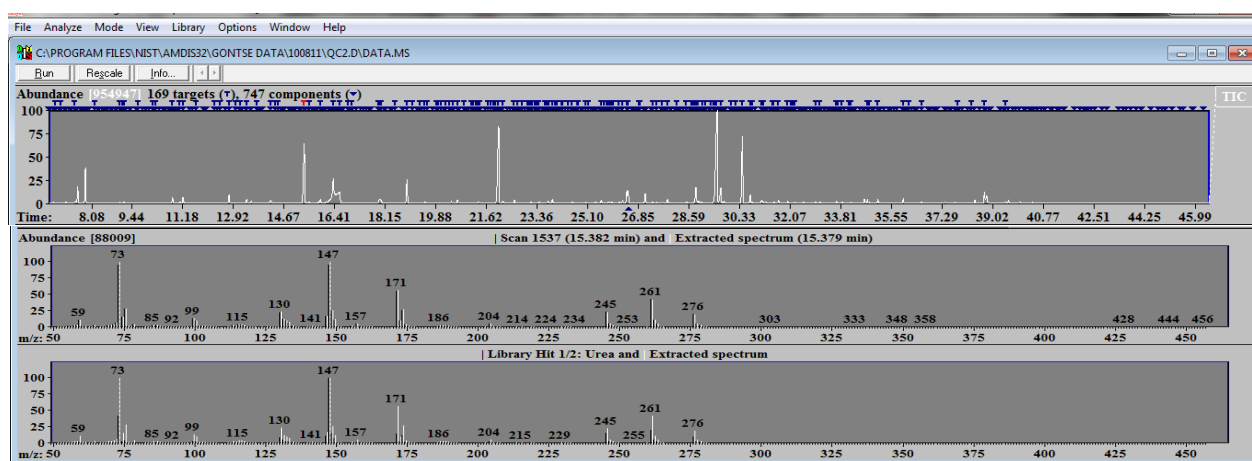 File Analyze Mode View Library Options Window Help
C:\PROGRAM FILES\NIST\AMDIS32\GONTSE DATA\100811\QC2.D\DATA.MS
Run Rescale Info...
Abundance [954947] 169 targets (T), 747 components (▼)
TIC
100
75
50
25
0
Time: 8.08 9.44 11.18 12.92 14.67 16.41 18.15 19.88 21.62 23.36 25.10 26.85 28.59 30.33 32.07 33.81 35.55 37.29 39.02 40.77 42.51 44.25 45.99
Abundance [88009] | Scan 1537 (15.382 min) and | Extracted spectrum (15.379 min)
100
75
50
25
0
59 73 85 92 99 115 130 141 147 157 171 186 204 214 224 234 245 253 261 276 303 333 348 358 428 444 456
m/z: 50 75 100 125 150 175 200 225 250 275 300 325 350 375 400 425 450
| Library Hit 1/2: Urea and | Extracted spectrum
100
75
50
25
0
59 73 85 92 99 115 130 141 147 157 171 186 204 215 229 245 255 261 276
m/z: 50 75 100 125 150 175 200 225 250 275 300 325 350 375 400 425 450